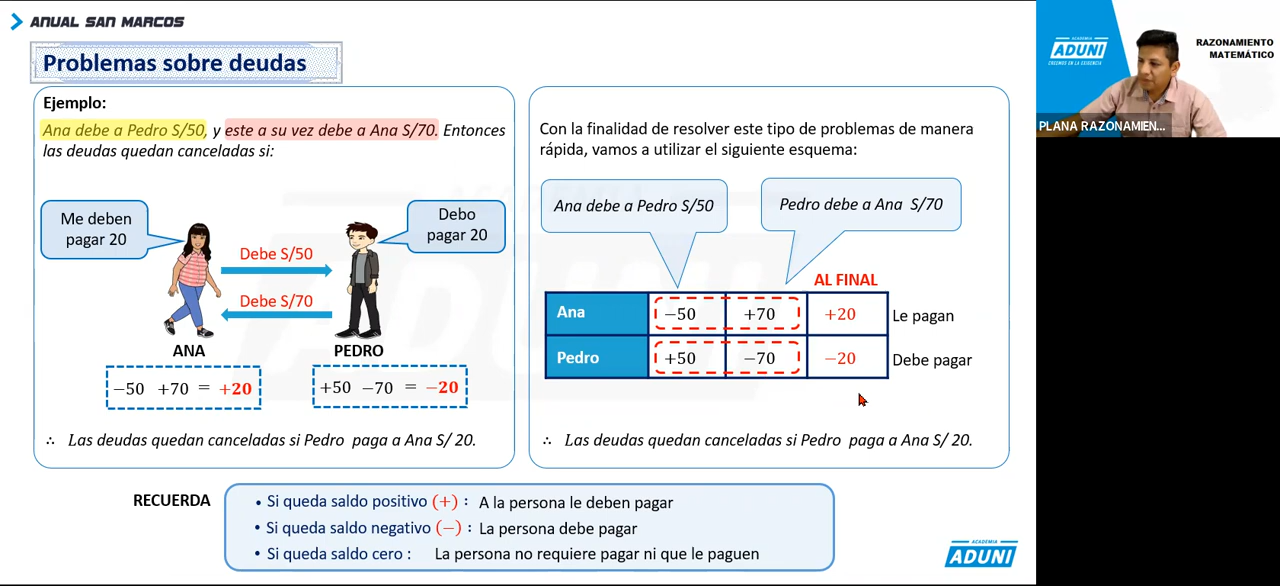 ANUAL SAN MARCOS
Problemas sobre deudas
Ejemplo:
Ana debe a Pedro S/50, y este a su vez debe a Ana S/70. Entonces
las deudas quedan canceladas si:
Me deben
pagar 20
Debo
pagar 20
Debe S/50
Debe S/70
ANA
PEDRO
−50 +70 = +20
+50 −70 = −20
∴ Las deudas quedan canceladas si Pedro paga a Ana S/ 20.
Con la finalidad de resolver este tipo de problemas de manera
rápida, vamos a utilizar el siguiente esquema:
Ana debe a Pedro S/50
Pedro debe a Ana S/70
AL FINAL
Ana −50 +70 +20 Le pagan
Pedro +50 −70 −20 Debe pagar
∴ Las deudas quedan canceladas si Pedro paga a Ana S/ 20.
RECUERDA
• Si queda saldo positivo (+) : A la persona le deben pagar
• Si queda saldo negativo (−) : La persona debe pagar
• Si queda saldo cero : La persona no requiere pagar ni que le paguen
ACADEMIA
ADUNI
ACADEMIA
ADUNI
CREEMOS EN LA EXIGENCIA
RAZONAMIENTO
MATEMÁTICO
PLANA RAZONAMIEN...
ADUNI